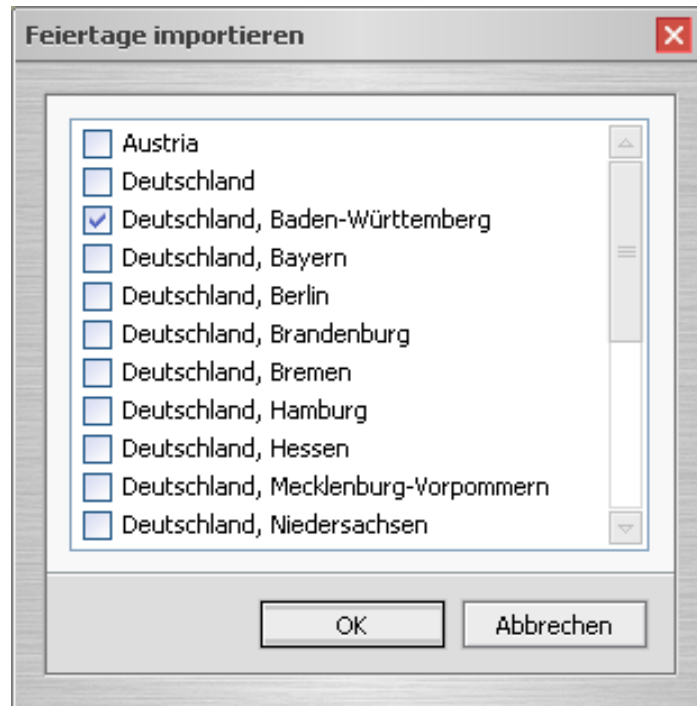 Feiertage importieren
Austria
Deutschland
Deutschland, Baden-Württemberg
Deutschland, Bayern
Deutschland, Berlin
Deutschland, Brandenburg
Deutschland, Bremen
Deutschland, Hamburg
Deutschland, Hessen
Deutschland, Mecklenburg-Vorpommern
Deutschland, Niedersachsen
OK Abbrechen